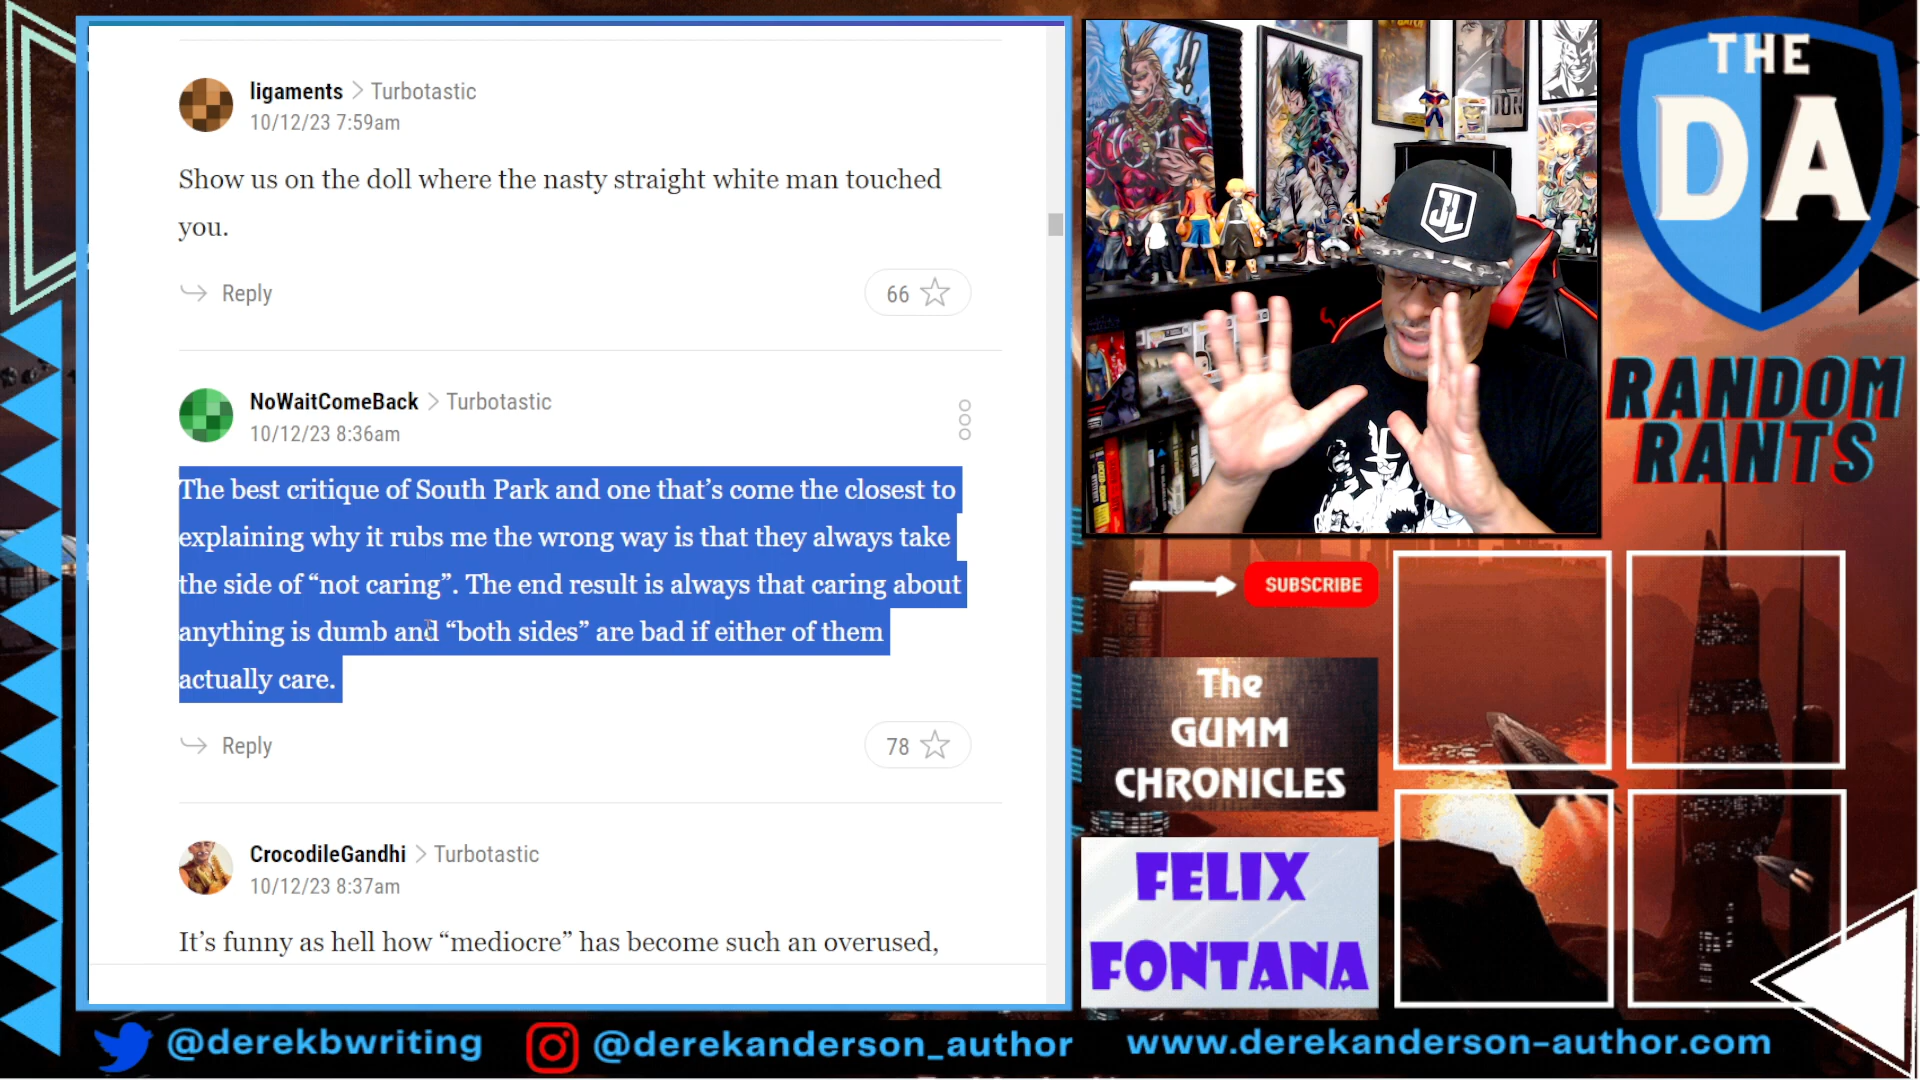 ligaments > Turbotastic
10/12/23 7:59am
Show us on the doll where the nasty straight white man touched
you.
Reply
66
NoWaitComeBack > Turbotastic
10/12/23 8:36am
The best critique of South Park and one that’s come the closest to
explaining why it rubs me the wrong way is that they always take
the side of “not caring”. The end result is always that caring about
anything is dumb and “both sides” are bad if either of them
actually care.
Reply
78
CrocodileGandhi > Turbotastic
10/12/23 8:37am
It’s funny as hell how “mediocre” has become such an overused,
JL
THE
DA
RANDOM
RANTS
SUBSCRIBE
The
GUMM
CHRONICLES
FELIX
FONTANA
@derekbwriting
@derekanderson_author
www.derekanderson-author.com